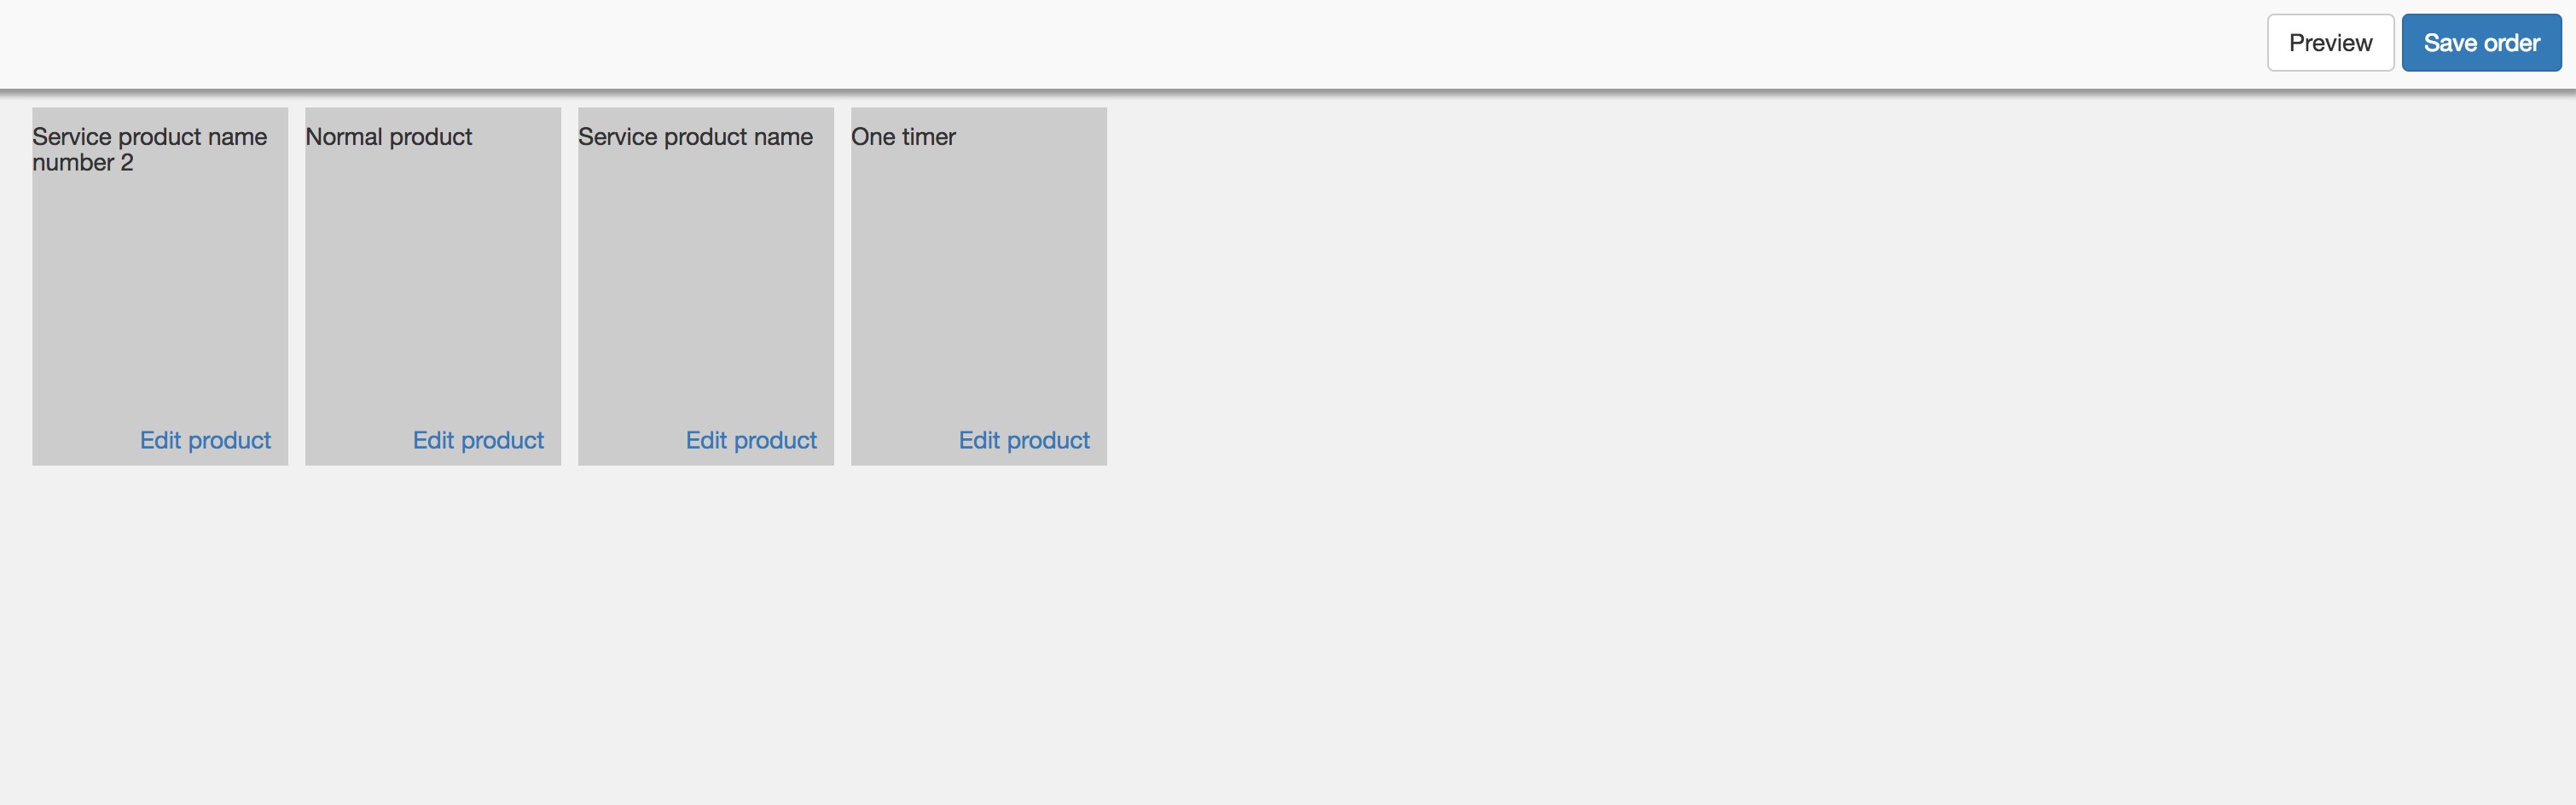 Preview
Save order
Service product name
number 2
Normal product
Service product name
One timer
Edit product
Edit product
Edit product
Edit product